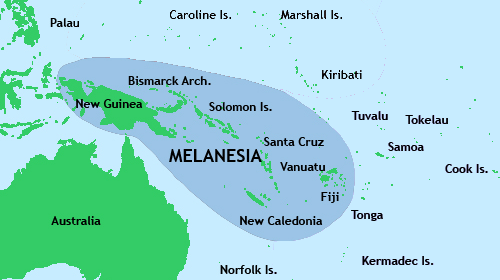 Palau
Caroline Is.
Marshall Is.
Kiribati
Bismarck Arch.
New Guinea
Solomon Is.
Tuvalu
Tokelau
Santa Cruz
Samoa
MELANESIA
Vanuatu
Cook Is.
Fiji
Tonga
Australia
New Caledonia
Kermadec Is.
Norfolk Is.